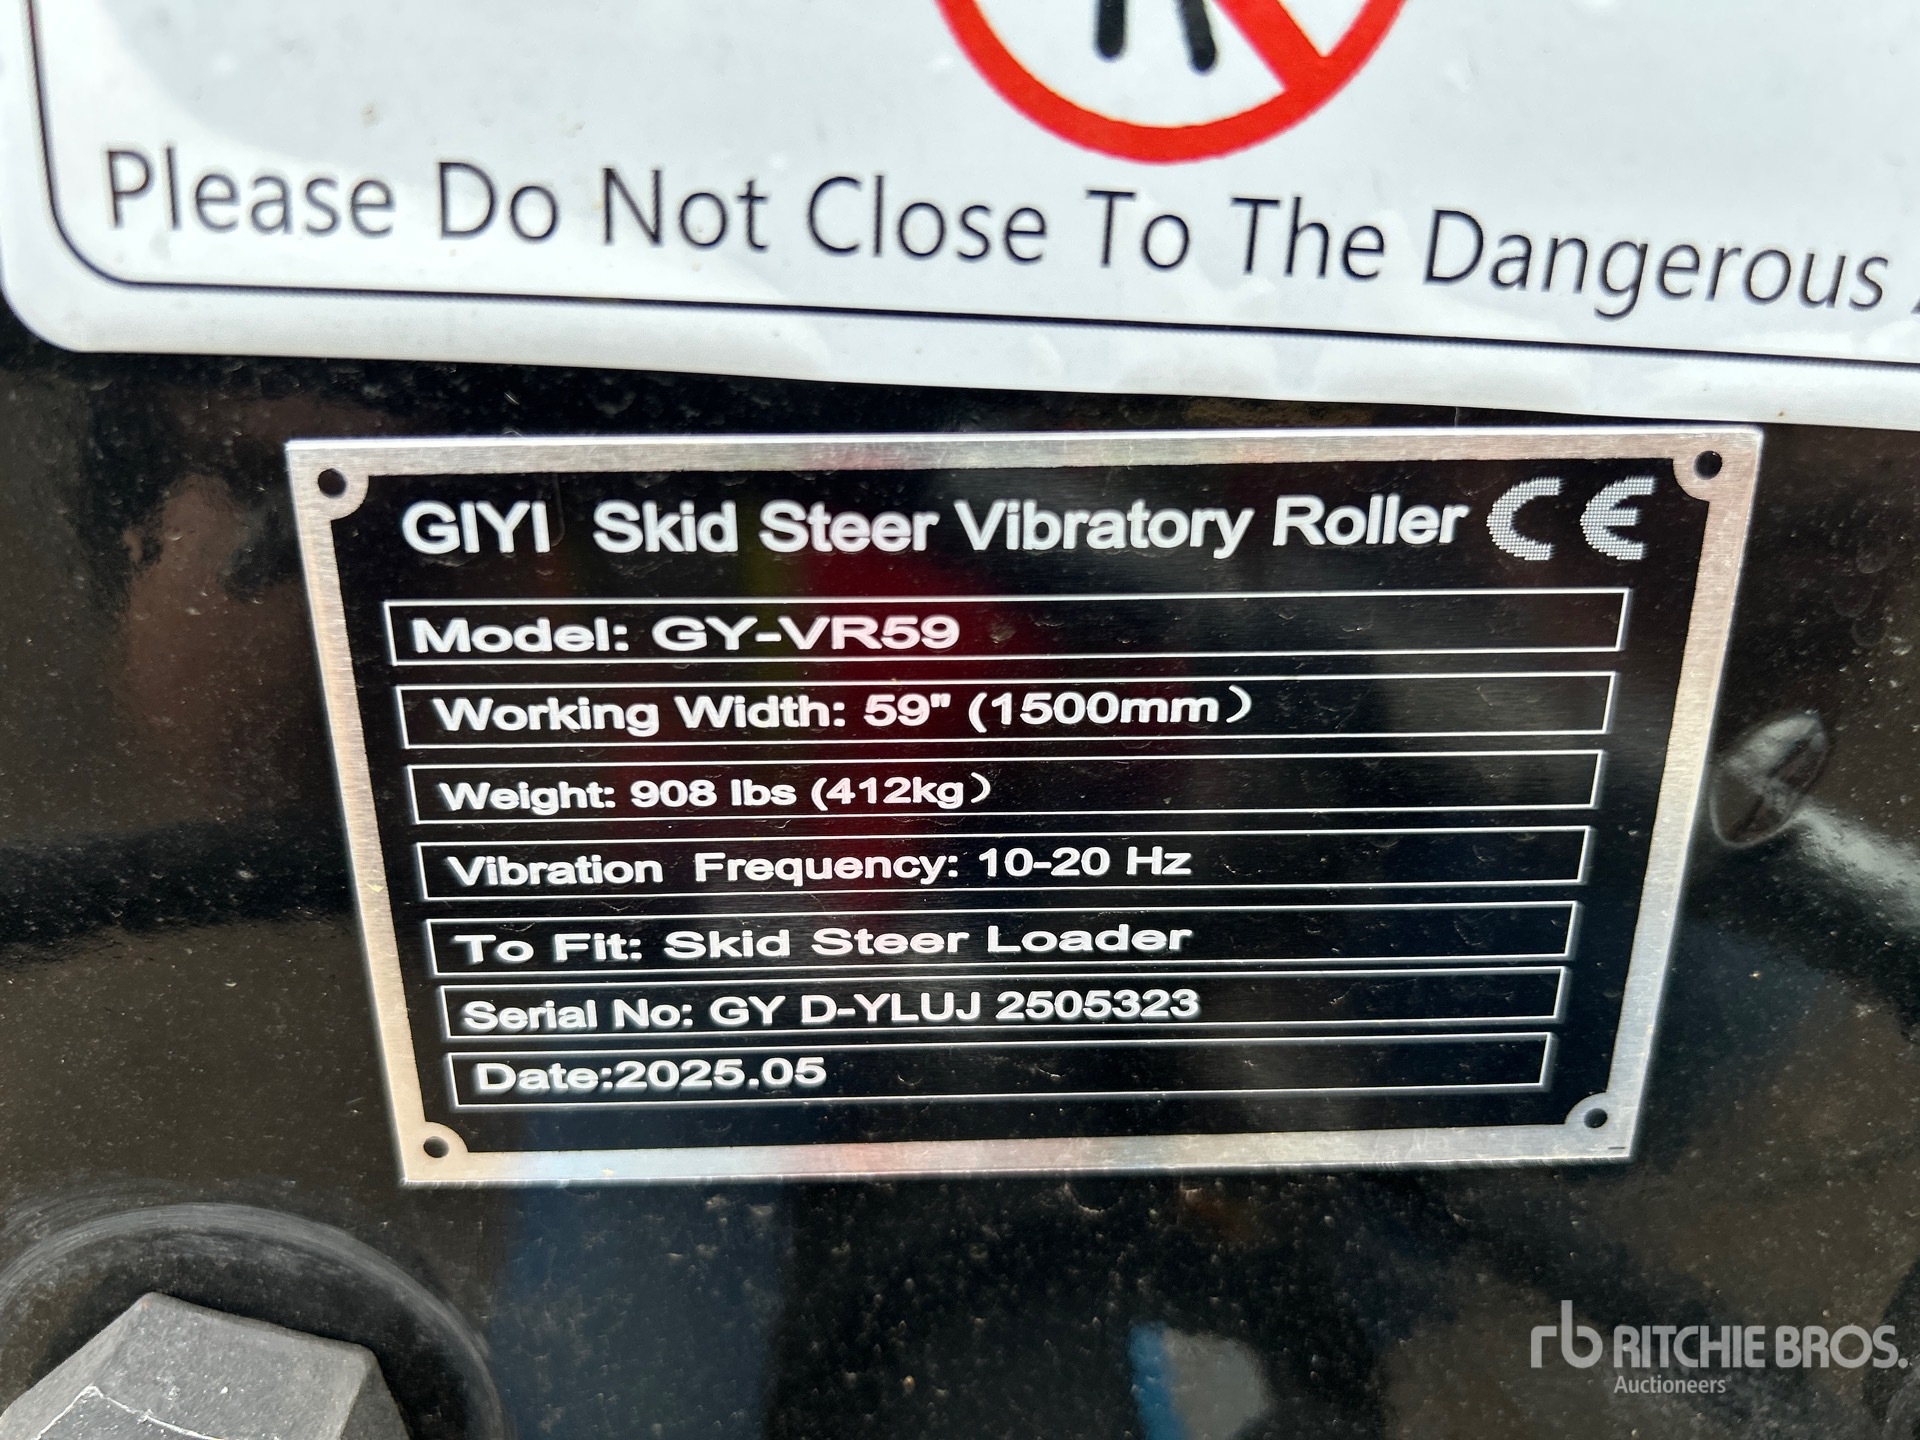 Please Do Not Close To The Dangerous
GIYI Skid Steer Vibratory Roller CE
Model: GY-VR59
Working Width: 59" (1500mm)
Weight: 908 lbs (412kg)
Vibration Frequency: 10-20 Hz
To Fit: Skid Steer Loader
Serial No: GY D-YLUJ 2505323
Date:2025.05
rb RITCHIE BROS.
Auctioneers